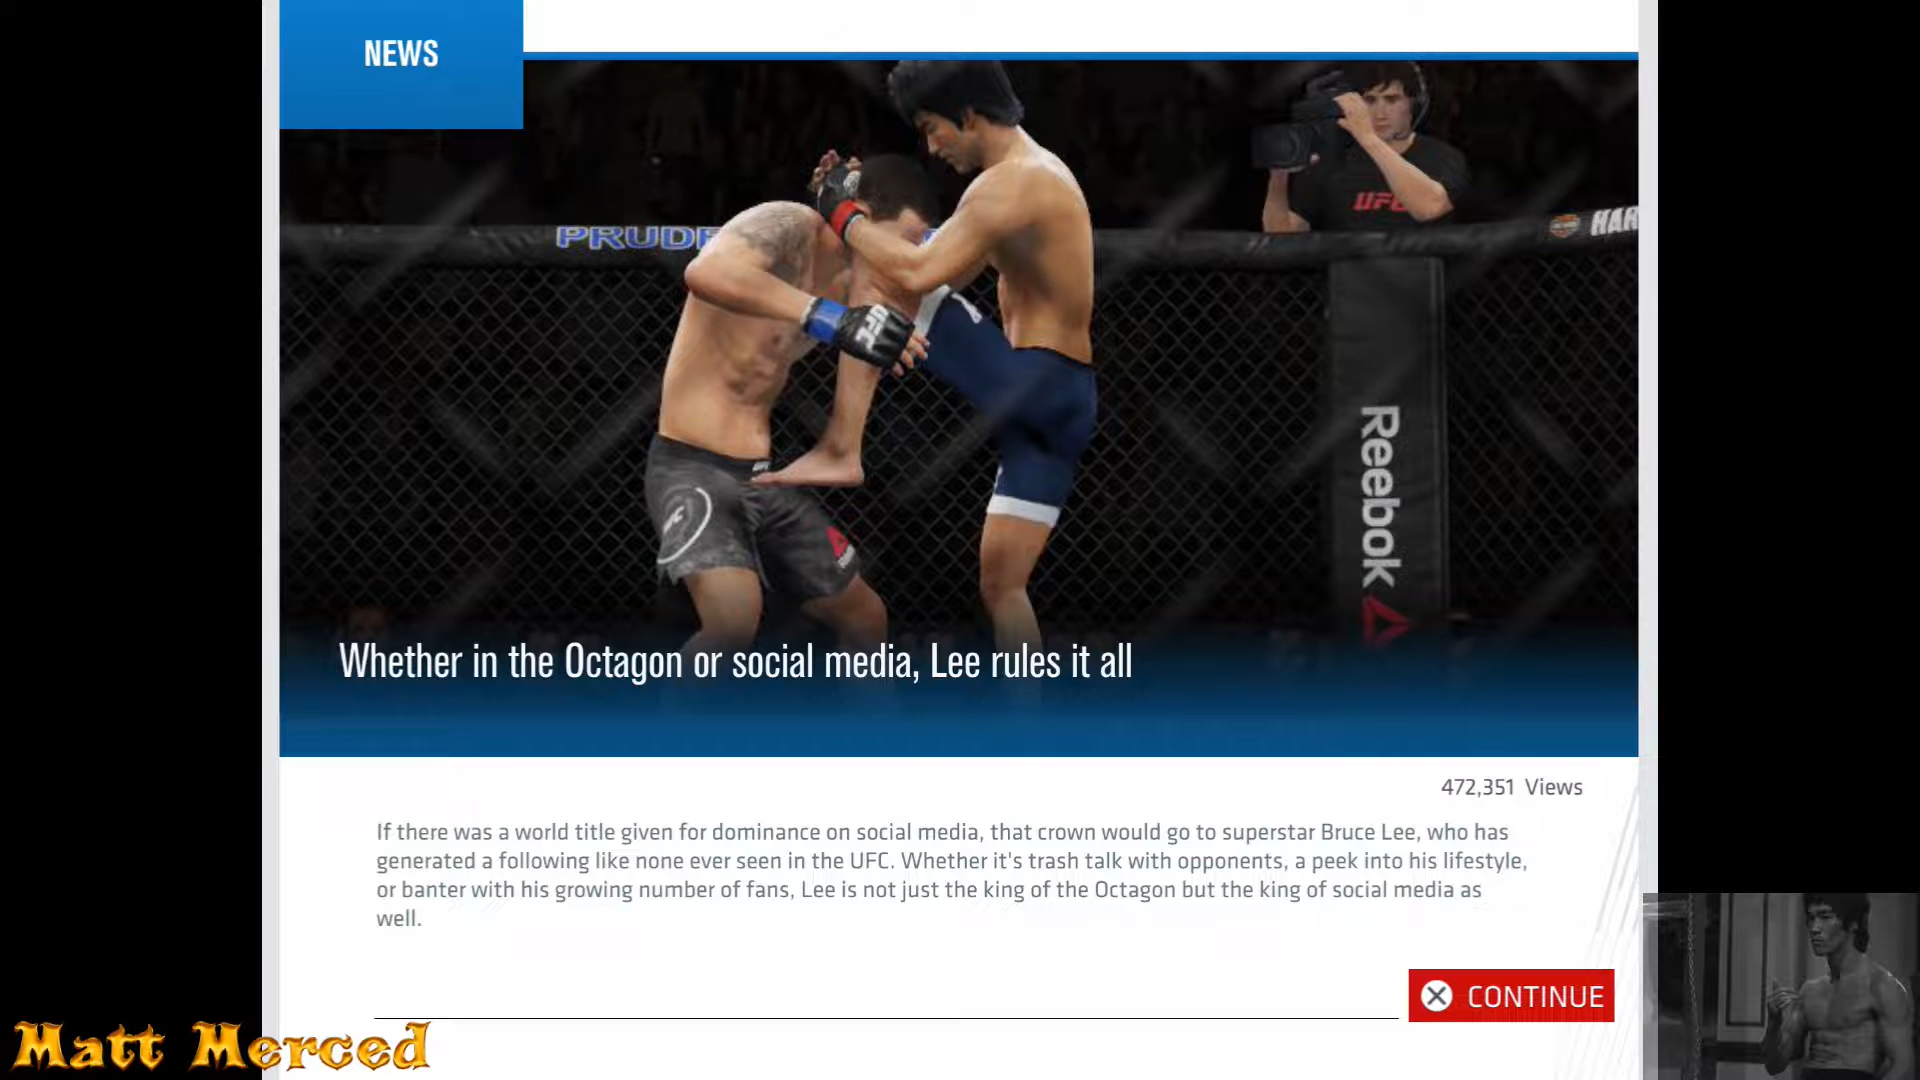 NEWS
UFC
PRUDE
HAR
UFC
Reebok
UFC
Whether in the Octagon or social media, Lee rules it all
472,351 Views
If there was a world title given for dominance on social media, that crown would go to superstar Bruce Lee, who has
generated a following like none ever seen in the UFC. Whether it's trash talk with opponents, a peek into his lifestyle,
or banter with his growing number of fans, Lee is not just the king of the Octagon but the king of social media as
well.
CONTINUE
Matt Merced